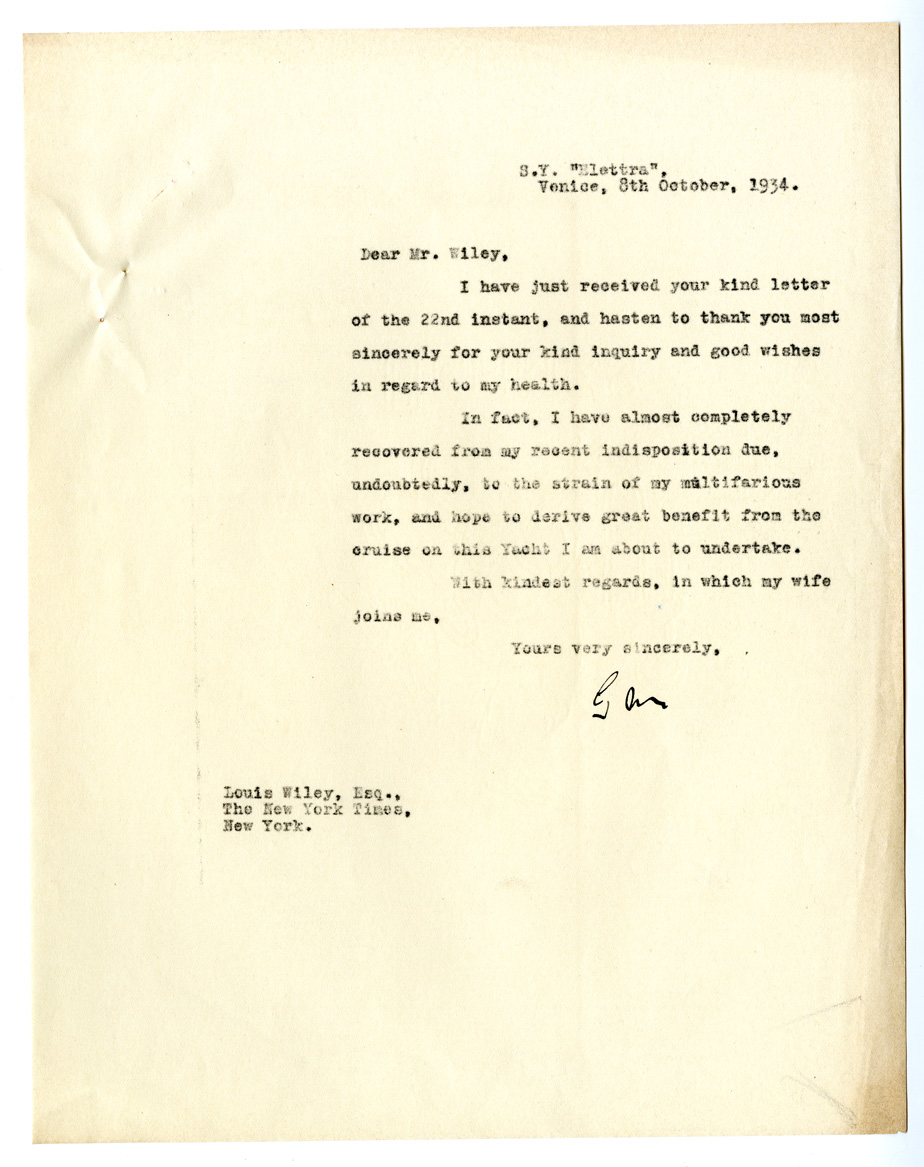 S.Y. "Elettra",
Venice, 8th October, 1934.
Dear Mr. Wiley,
I have just received your kind letter
of the 22nd instant, and hasten to thank you most
sincerely for your kind inquiry and good wishes
in regard to my health.
In fact, I have almost completely
recovered from my recent indisposition due,
undoubtedly, to the strain of my multifarious
work, and hope to derive great benefit from the
cruise on this Yacht I am about to undertake.
With kindest regards, in which my wife
joins me,
Yours very sincerely,
G M
Louis Wiley, Esq.,
The New York Times,
New York.